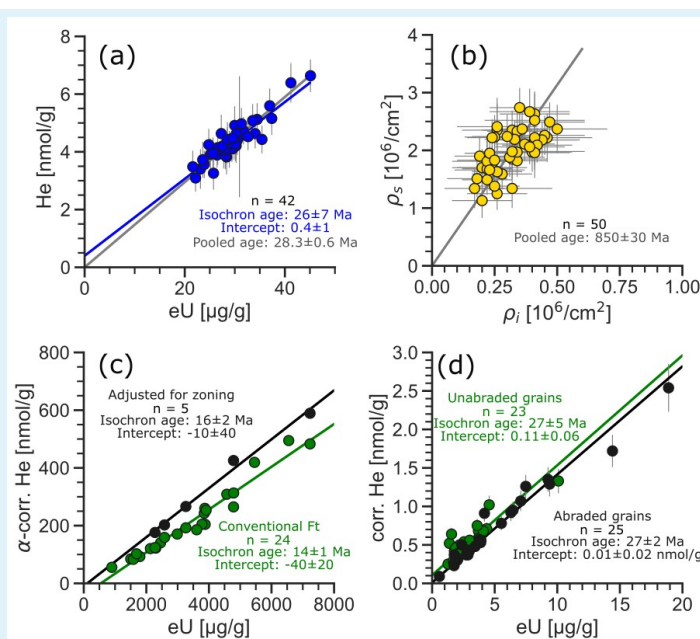 (a)
8
6
4
2
0
He [nmol/g]
n = 42
Isochron age: 26±7 Ma
Intercept: 0.4±1
Pooled age: 28.3±0.6 Ma
0
20
40
eU [µg/g]
(b)
4
3
2
1
0
ρs [10⁶/cm²]
n = 50
Pooled age: 850±30 Ma
0.00
0.25
0.50
0.75
1.00
ρi [10⁶/cm²]
(c)
800
600
400
200
0
α-corr. He [nmol/g]
Adjusted for zoning
n = 5
Isochron age: 16±2 Ma
Intercept: -10±40
Conventional Ft
n = 24
Isochron age: 14±1 Ma
Intercept: -40±20
0
2000
4000
6000
8000
eU [µg/g]
(d)
3.0
2.5
2.0
1.5
1.0
0.5
0.0
corr. He [nmol/g]
Unabraded grains
n = 23
Isochron age: 27±5 Ma
Intercept: 0.11±0.06
Abraded grains
n = 25
Isochron age: 27±2 Ma
Intercept: 0.01±0.02 nmol/g
0
5
10
15
20
eU [µg/g]